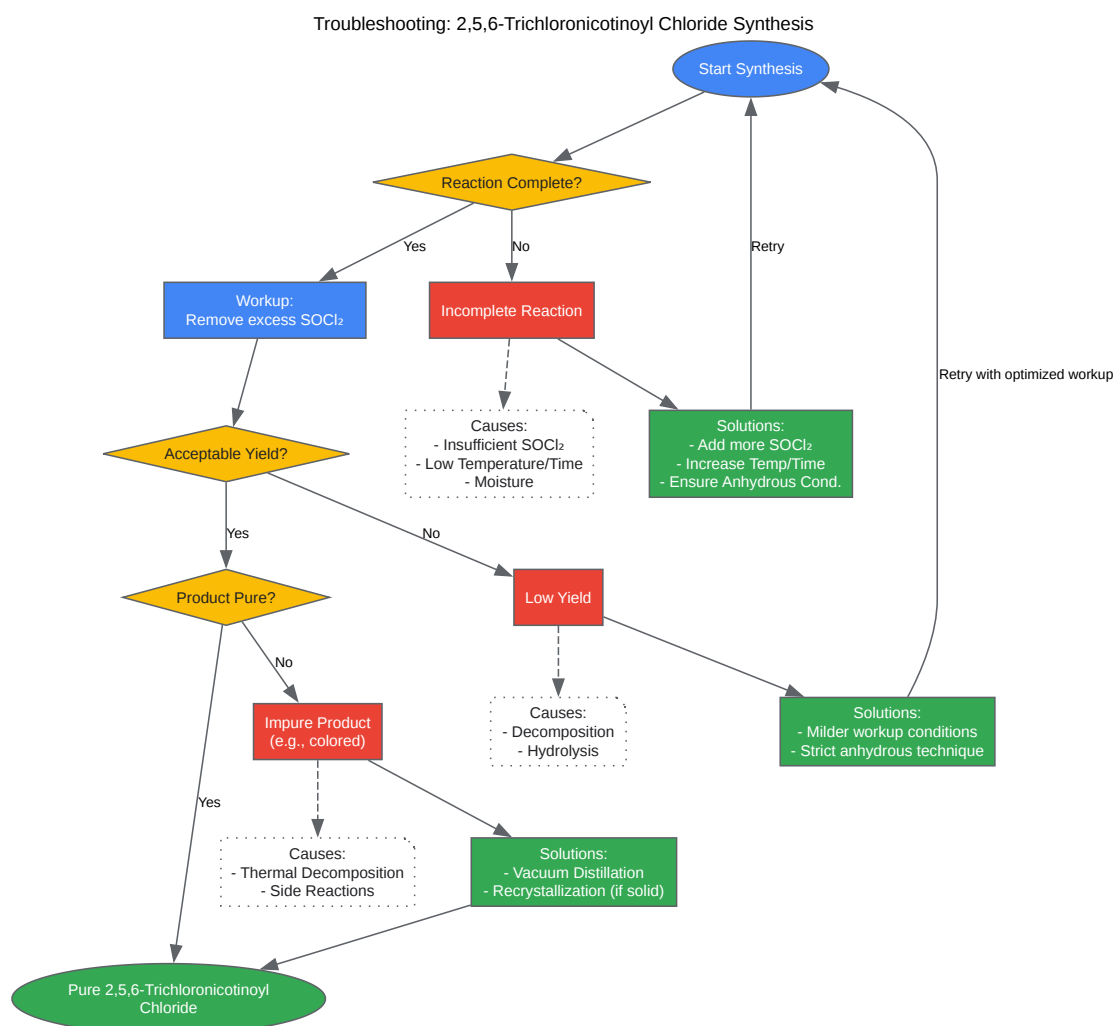 Troubleshooting: 2,5,6-Trichloronicotinoyl Chloride Synthesis
Start Synthesis
Reaction Complete?
Yes
No
Retry
Workup:
Remove excess SOCl₂
Incomplete Reaction
Retry with optimized workup
Causes:
- Insufficient SOCl₂
- Low Temperature/Time
- Moisture
Solutions:
- Add more SOCl₂
- Increase Temp/Time
- Ensure Anhydrous Cond.
Acceptable Yield?
Yes
No
Product Pure?
Low Yield
No
Impure Product
(e.g., colored)
Causes:
- Decomposition
- Hydrolysis
Solutions:
- Milder workup conditions
- Strict anhydrous technique
Yes
Causes:
- Thermal Decomposition
- Side Reactions
Solutions:
- Vacuum Distillation
- Recrystallization (if solid)
Pure 2,5,6-Trichloronicotinoyl
Chloride